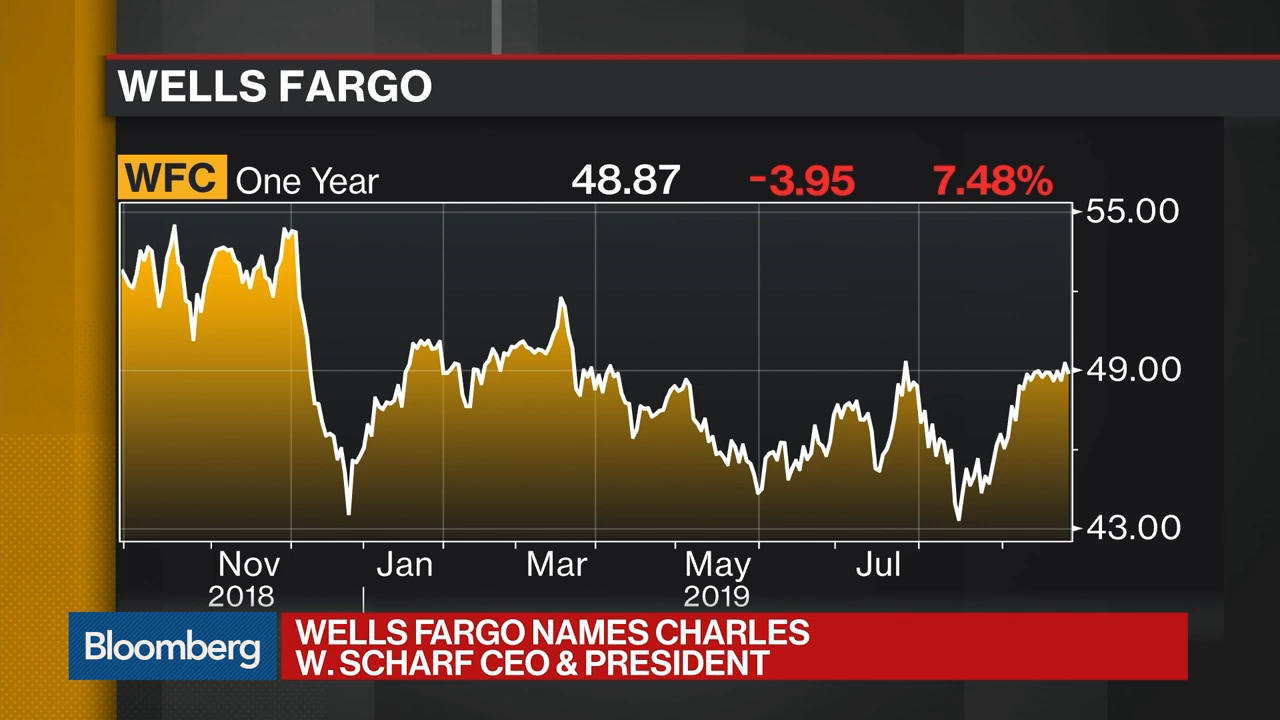 WELLS FARGO
WFC One Year 48.87 -3.95 7.48%
55.00
49.00
43.00
Nov Jan Mar May Jul
2018 2019
Bloomberg
WELLS FARGO NAMES CHARLES
W. SCHARF CEO & PRESIDENT